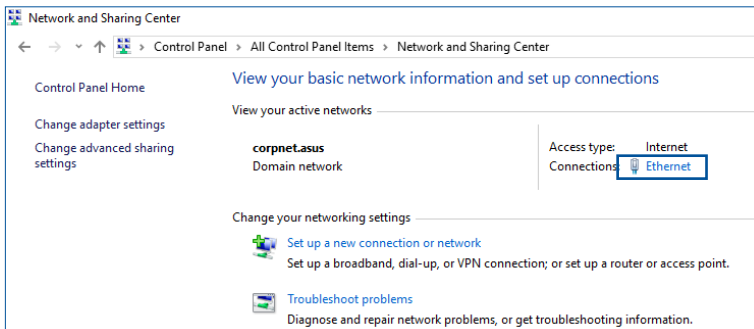 Network and Sharing Center
Control Panel > All Control Panel Items > Network and Sharing Center
Control Panel Home
Change adapter settings
Change advanced sharing
settings
View your basic network information and set up connections
View your active networks
corpnet.asus
Domain network
Access type: Internet
Connections: Ethernet
Change your networking settings
Set up a new connection or network
Set up a broadband, dial-up, or VPN connection; or set up a router or access point.
Troubleshoot problems
Diagnose and repair network problems, or get troubleshooting information.